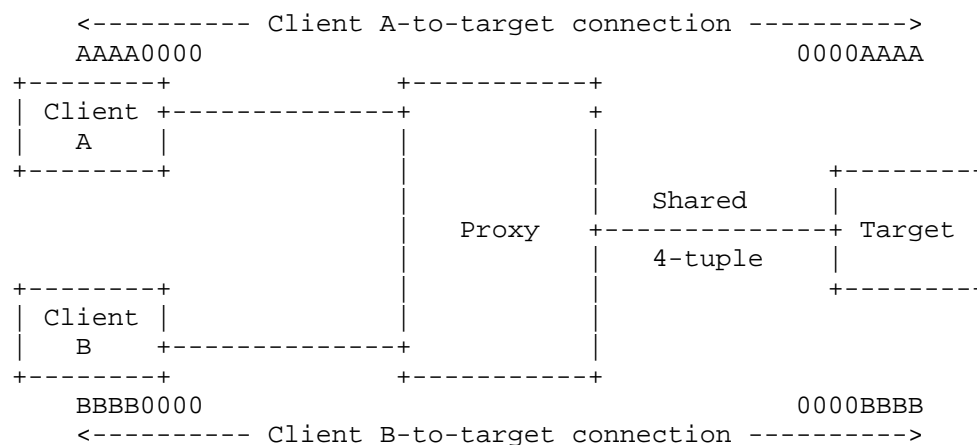 <---------- Client A-to-target connection ---------->
AAAA0000                                   0000AAAA
+--------+               +-----------+
| Client +--------------+           +
|   A    |               |           |
+--------+               |           |               +--------
                         |           |   Shared      |
                         |   Proxy   +--------------+ Target
                         |           |   4-tuple     |
+--------+               |           |               +--------
| Client |               |           |
|   B    +--------------+           |
+--------+               +-----------+
BBBB0000                                   0000BBBB
<---------- Client B-to-target connection ---------->